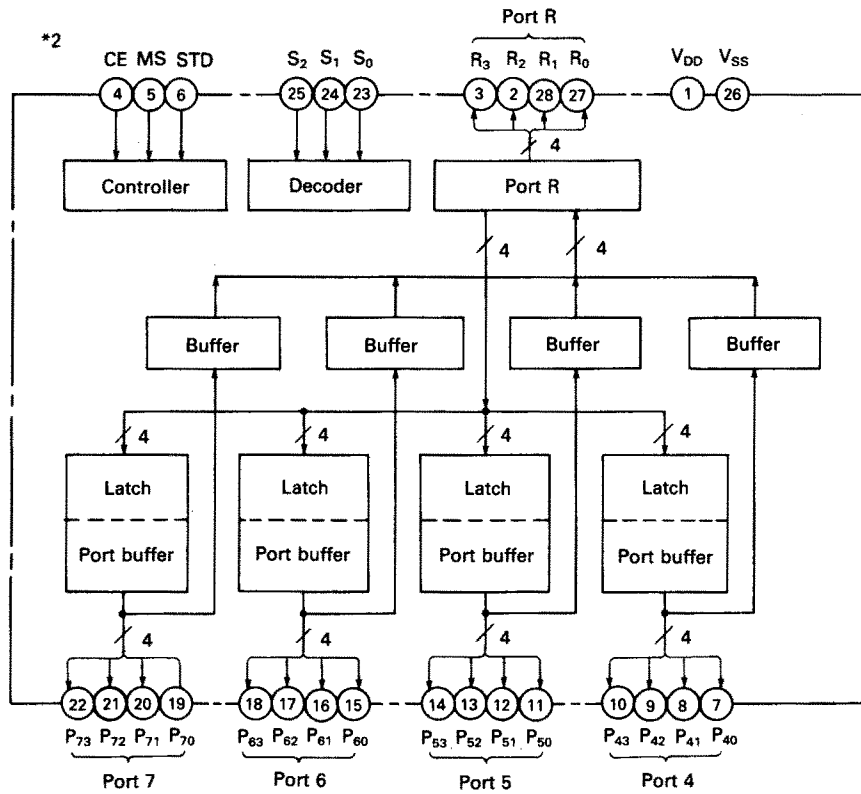 Port R
*2
CE MS STD S₂ S₁ S₀ R₃ R₂ R₁ R₀ V_DD V_SS
4 5 6 25 24 23 3 2 28 27 1 26
4
Controller Decoder Port R
4 4
Buffer Buffer Buffer Buffer
4 4 4 4
Latch Latch Latch Latch
Port buffer Port buffer Port buffer Port buffer
4 4 4 4
22 21 20 19 18 17 16 15 14 13 12 11 10 9 8 7
P₇₃ P₇₂ P₇₁ P₇₀ P₆₃ P₆₂ P₆₁ P₆₀ P₅₃ P₅₂ P₅₁ P₅₀ P₄₃ P₄₂ P₄₁ P₄₀
Port 7 Port 6 Port 5 Port 4